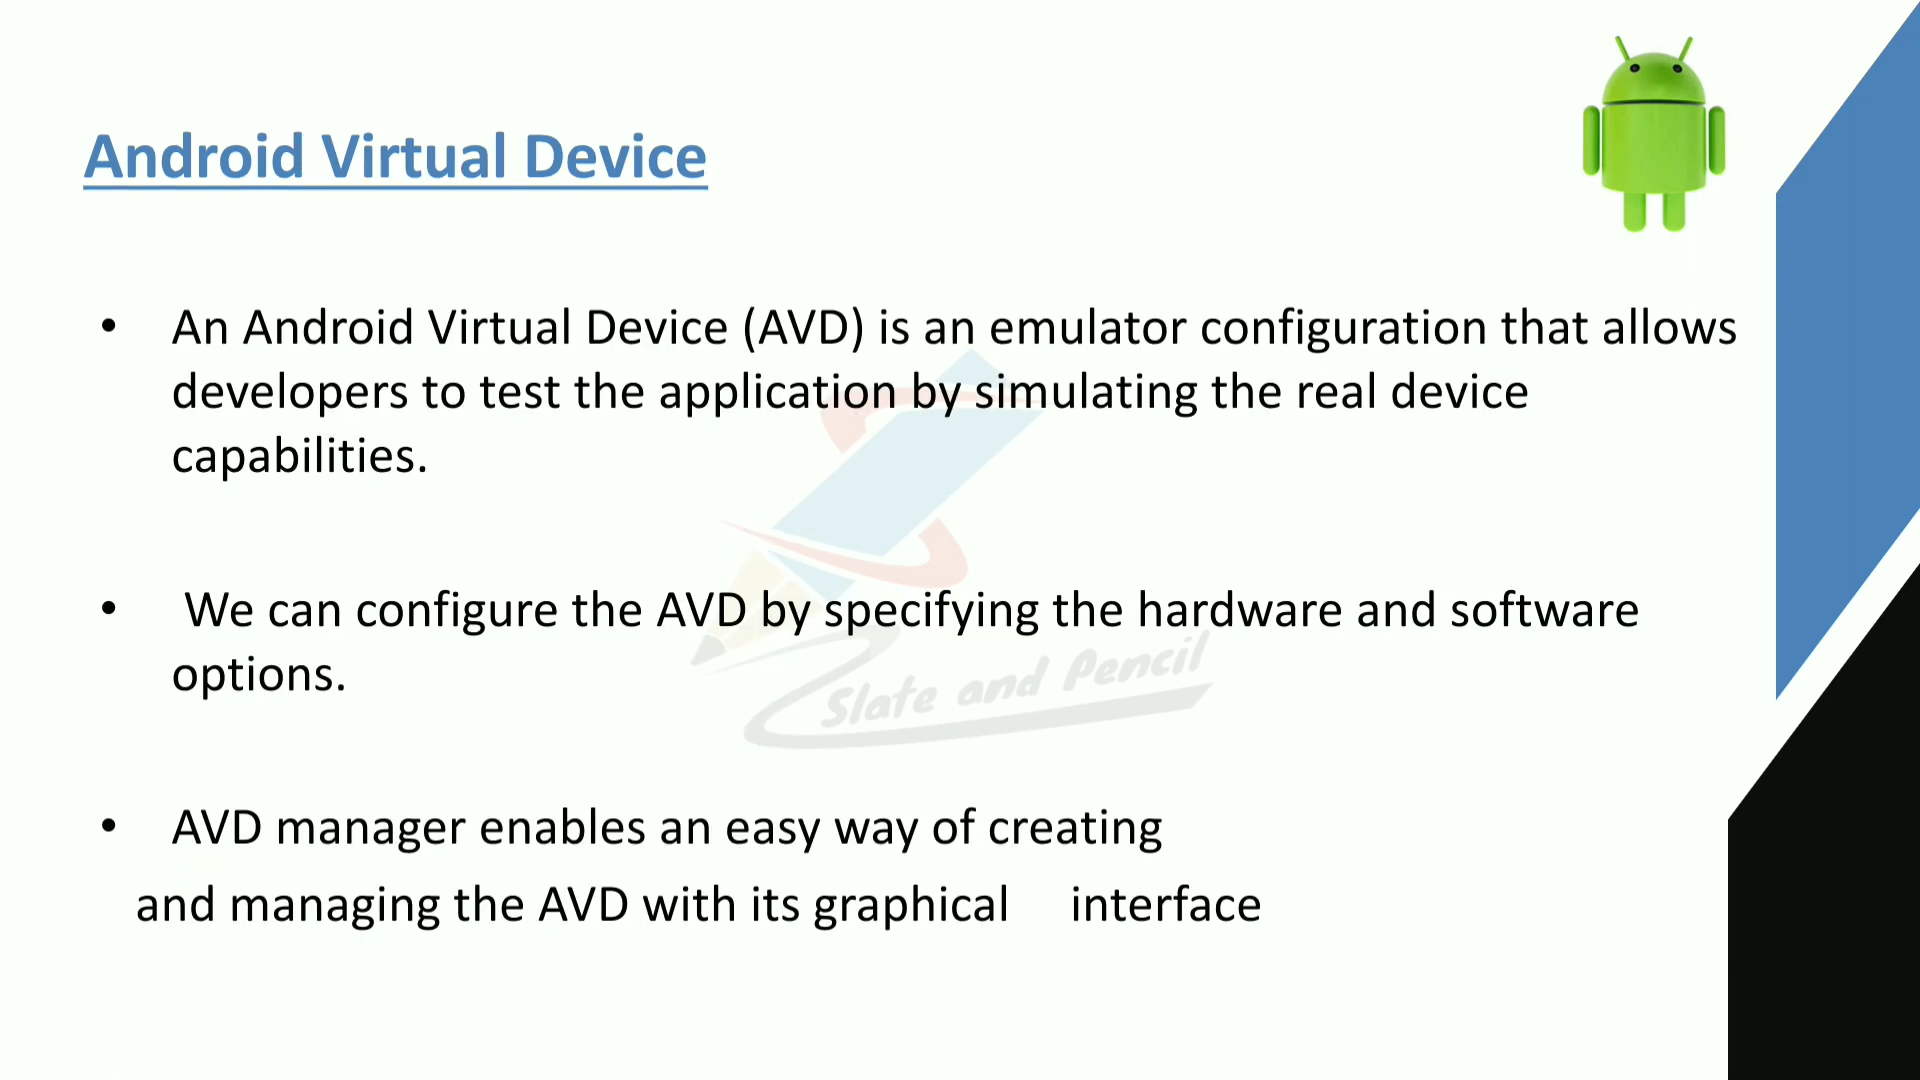 Android Virtual Device
• An Android Virtual Device (AVD) is an emulator configuration that allows
developers to test the application by simulating the real device
capabilities.
• We can configure the AVD by specifying the hardware and software
options.
Slate and Pencil
• AVD manager enables an easy way of creating
and managing the AVD with its graphical interface